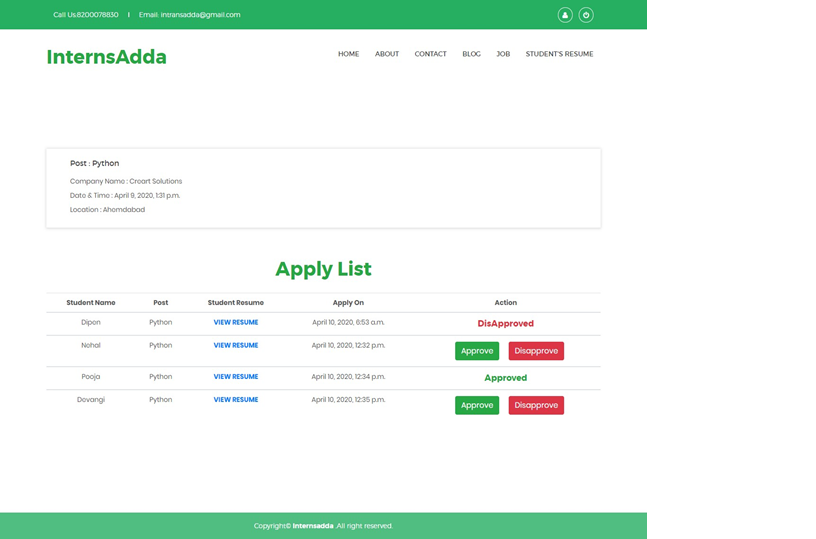 Call Us:8200078830 | Email: intransadda@gmail.com
InternsAdda
HOME ABOUT CONTACT BLOG JOB STUDENT'S RESUME
Post : Python
Company Name : Croart Solutions
Date & Time : April 9, 2020, 1:31 p.m.
Location : Ahemdabad
Apply List
Student Name Post Student Resume Apply On Action
Dipen Python VIEW RESUME April 10, 2020, 6:53 a.m. DisApproved
Nehal Python VIEW RESUME April 10, 2020, 12:32 p.m. Approve Disapprove
Pooja Python VIEW RESUME April 10, 2020, 12:34 p.m. Approved
Devangi Python VIEW RESUME April 10, 2020, 12:35 p.m. Approve Disapprove
Copyright© Internsadda .All right reserved.